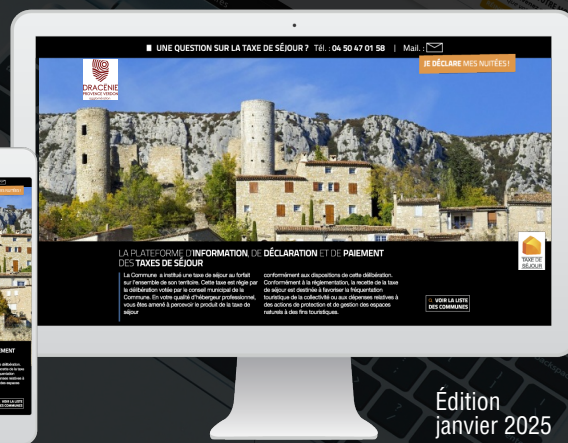 UNE QUESTION SUR LA TAXE DE SÉJOUR ? Tél. : 04 50 47 01 58 | Mail. :
JE DÉCLARE MES NUITÉES !
DRACÉNIE
PROVENCE VERDON
LA PLATEFORME D'INFORMATION, DE DÉCLARATION ET DE PAIEMENT
DES TAXES DE SÉJOUR
La Commune a institué une taxe de séjour au forfait
sur l'ensemble de son territoire. Cette taxe est régie par
la délibération votée par le conseil municipal de la
Commune. En votre qualité d'hébergeur professionnel,
vous êtes amené à percevoir le produit de la taxe de
séjour
conformément aux dispositions de cette délibération.
Conformément à la réglementation, la recette de la taxe
de séjour est destinée à favoriser la fréquentation
touristique de la collectivité ou aux dépenses relatives à
des actions de protection et de gestion des espaces
naturels à des fins touristiques.
TAXE DE
SÉJOUR
VOIR LA LISTE
DES COMMUNES
VOIR LA LISTE
DES COMMUNES
Édition
janvier 2025